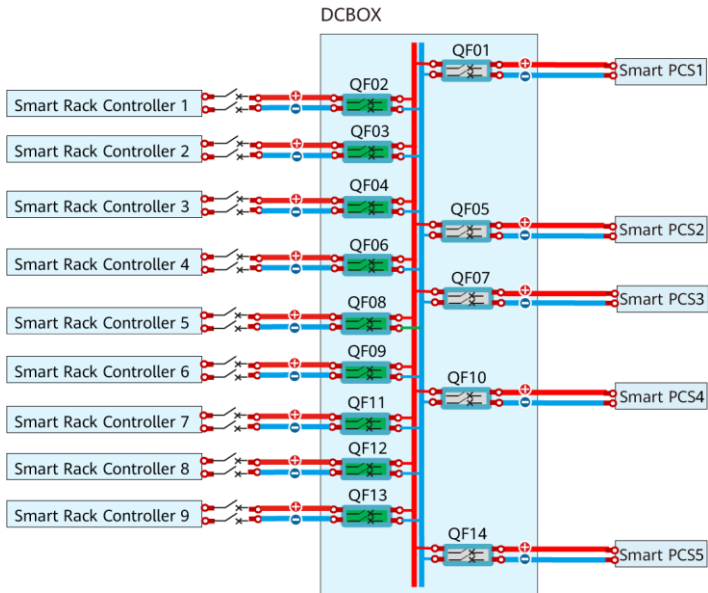 DCBOX
QF01
Smart PCS1
QF02
Smart Rack Controller 1
QF03
Smart Rack Controller 2
QF04
Smart Rack Controller 3
QF05
Smart PCS2
QF06
Smart Rack Controller 4
QF07
Smart PCS3
QF08
Smart Rack Controller 5
QF09
Smart Rack Controller 6
QF10
Smart PCS4
QF11
Smart Rack Controller 7
QF12
Smart Rack Controller 8
QF13
Smart Rack Controller 9
QF14
Smart PCS5